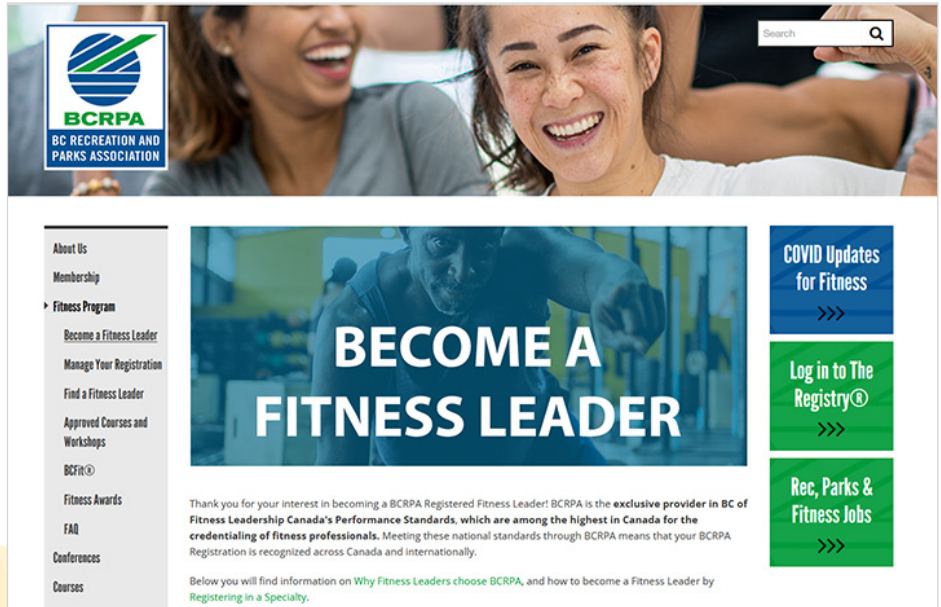 Search
BCRPA
BC RECREATION AND
PARKS ASSOCIATION
About Us
Membership
Fitness Program
Become a Fitness Leader
Manage Your Registration
Find a Fitness Leader
Approved Courses and
Workshops
BCFit®
Fitness Awards
FAQ
Conferences
Courses
BECOME A
FITNESS LEADER
Thank you for your interest in becoming a BCRPA Registered Fitness Leader! BCRPA is the exclusive provider in BC of
Fitness Leadership Canada's Performance Standards, which are among the highest in Canada for the
credentialing of fitness professionals. Meeting these national standards through BCRPA means that your BCRPA
Registration is recognized across Canada and internationally.
Below you will find information on Why Fitness Leaders choose BCRPA, and how to become a Fitness Leader by
Registering in a Specialty.
COVID Updates
for Fitness
Log in to The
Registry®
Rec, Parks &
Fitness Jobs